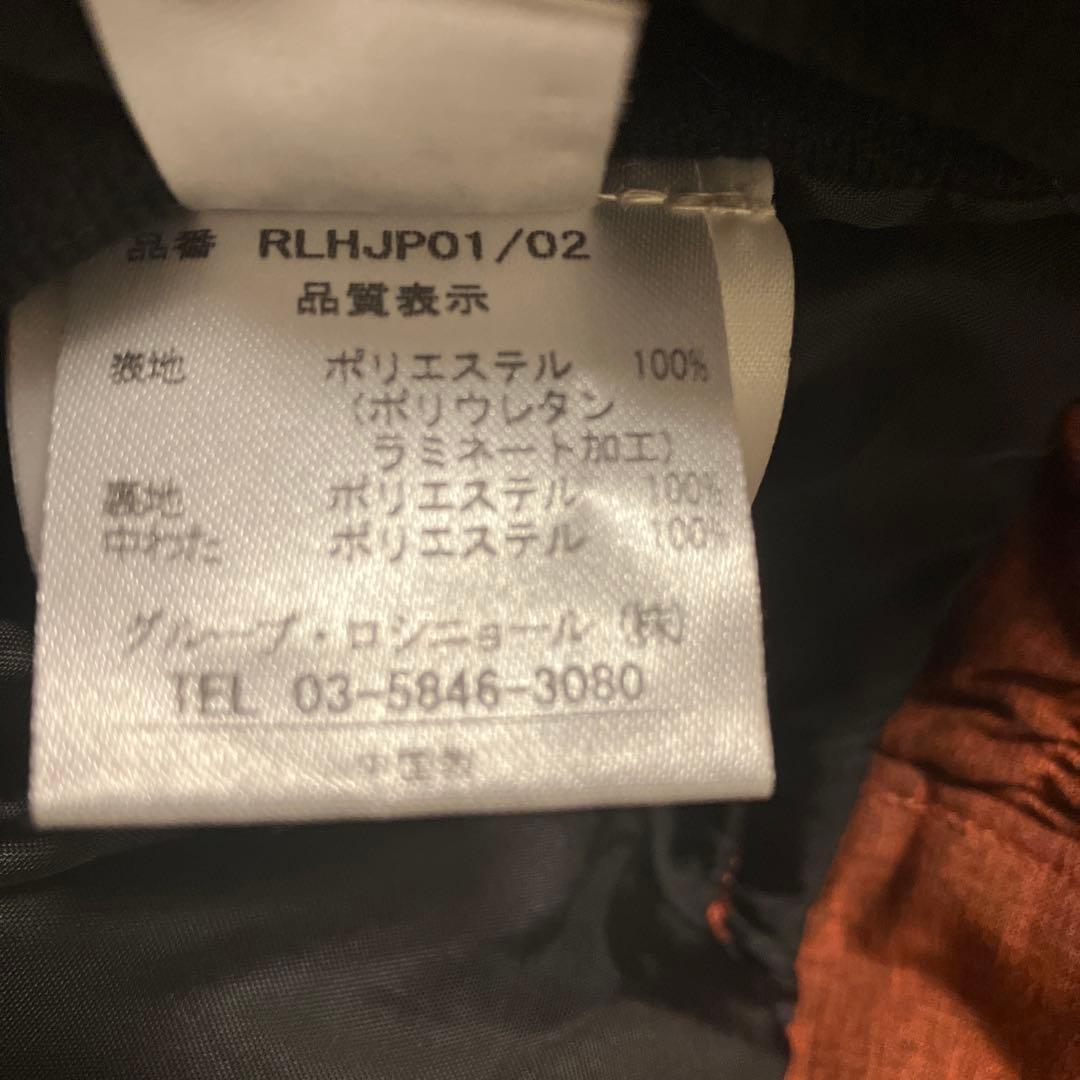 品番 RLHJP01/02
品質表示
表地 ポリエステル 100%
(ポリウレタン
ラミネート加工)
裏地 ポリエステル 100%
中わた ポリエステル 100%
グループ・ロシニョール (株)
TEL 03-5846-3080
中国製